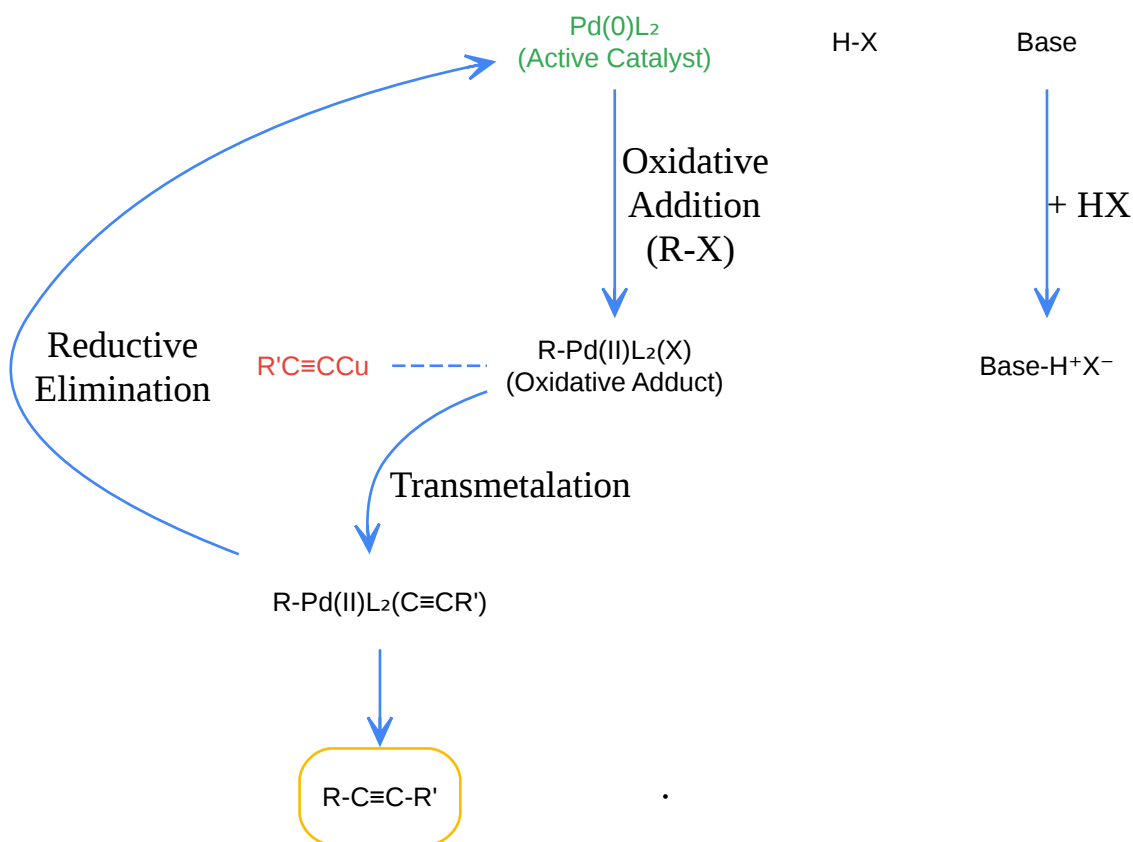 Pd(0)L₂
(Active Catalyst)
H-X
Base
Oxidative
Addition
(R-X)
+ HX
Reductive
Elimination
R'C≡CCu
R-Pd(II)L₂(X)
(Oxidative Adduct)
Base-H⁺X⁻
Transmetalation
R-Pd(II)L₂(C≡CR')
R-C≡C-R'
.